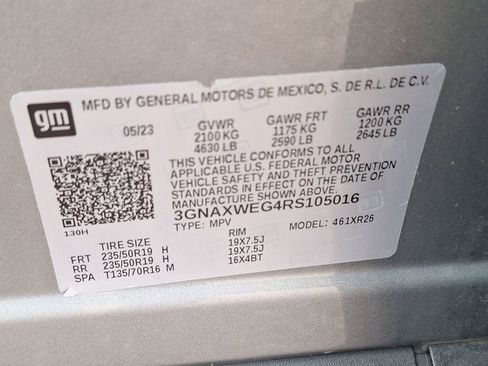 gm
MFD BY GENERAL MOTORS DE MEXICO, S. DE R.L. DE C.V.
05/23 GVWR GAWR FRT GAWR RR
2100 KG 1175 KG 1200 KG
4630 LB 2590 LB 2645 LB
THIS VEHICLE CONFORMS TO ALL
APPLICABLE U.S. FEDERAL MOTOR
VEHICLE SAFETY AND THEFT PREVENTION
STANDARDS IN EFFECT ON THE DATE OF
MANUFACTURE SHOWN ABOVE.
3GNAXWEG4RS105016
130H TYPE: MPV MODEL: 461XR26
TIRE SIZE RIM
FRT 235/50R19 H 19X7.5J
RR 235/50R19 H 19X7.5J
SPA T135/70R16 M 16X4BT